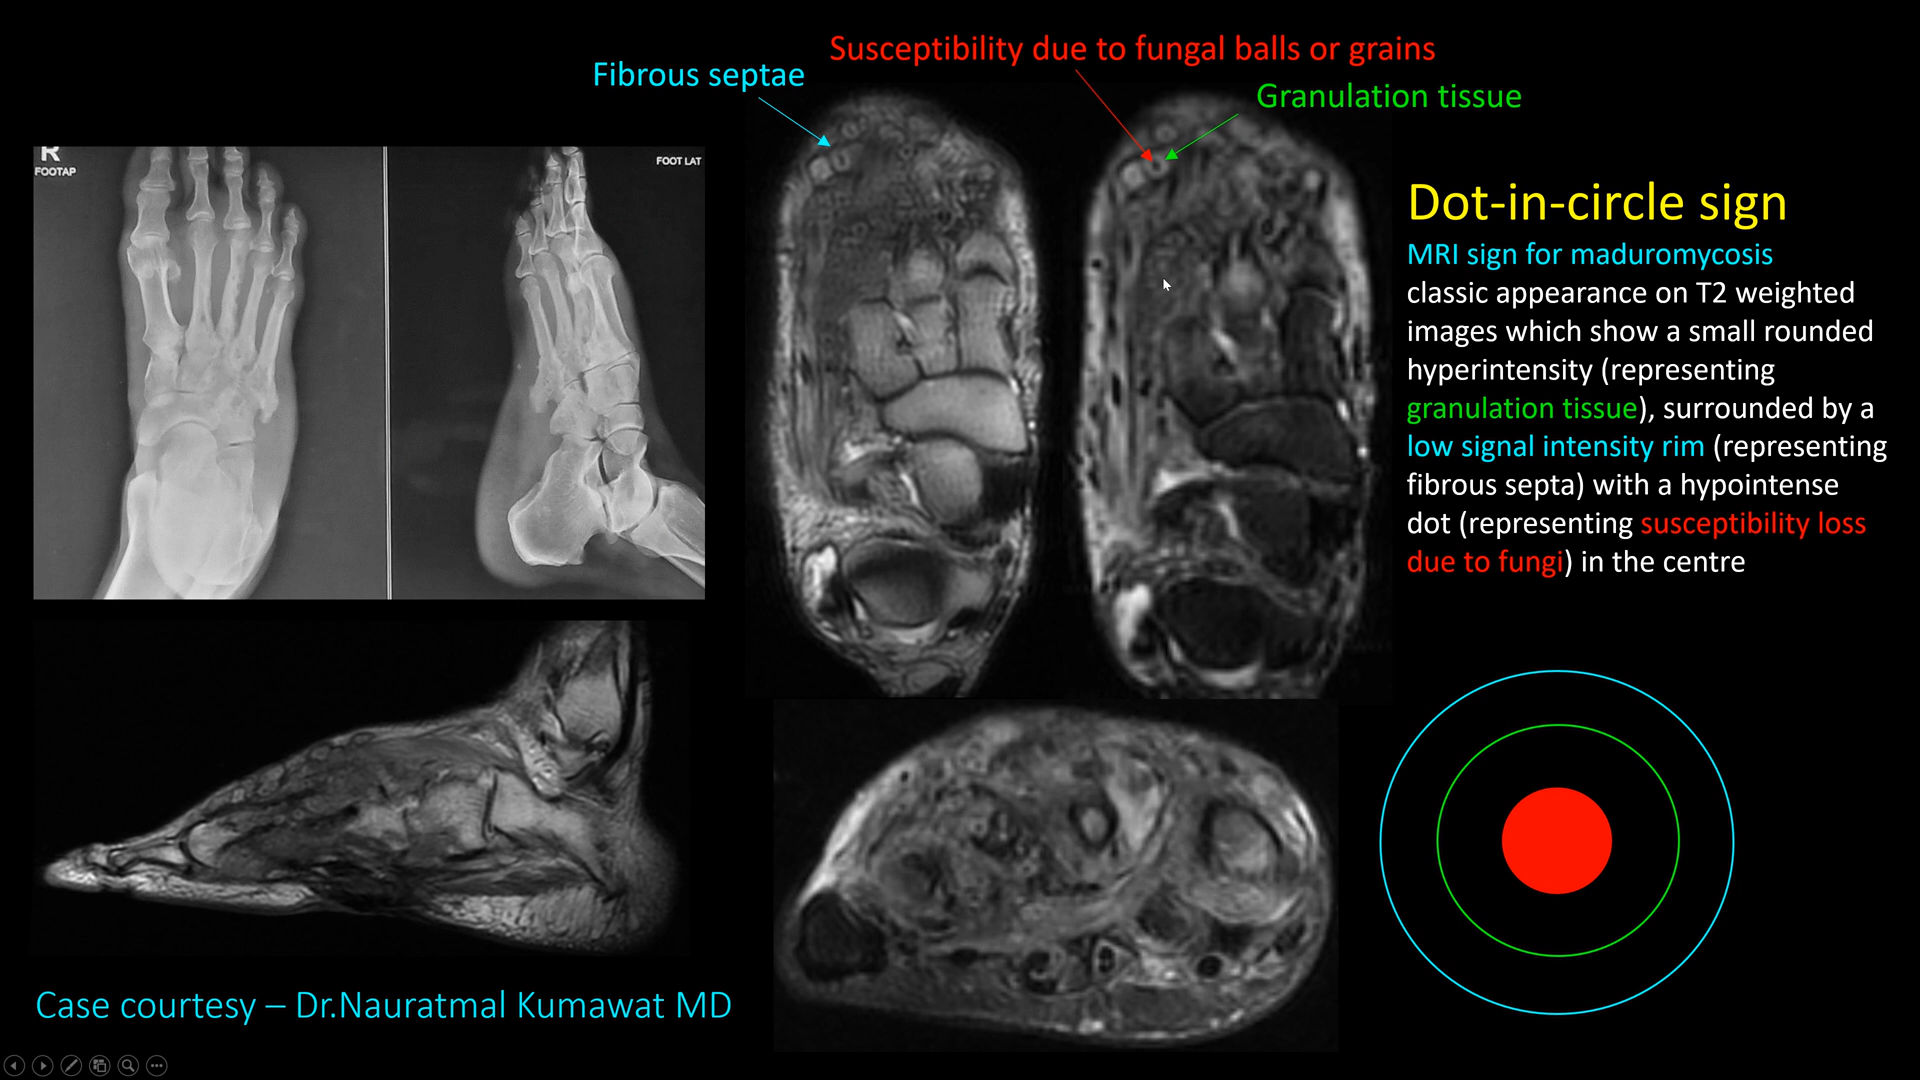 Susceptibility due to fungal balls or grains
Fibrous septae
Granulation tissue
R
FOOTAP
FOOT LAT
Dot-in-circle sign
MRI sign for maduromycosis
classic appearance on T2 weighted
images which show a small rounded
hyperintensity (representing
granulation tissue), surrounded by a
low signal intensity rim (representing
fibrous septa) with a hypointense
dot (representing susceptibility loss
due to fungi) in the centre
Case courtesy – Dr.Nauratmal Kumawat MD